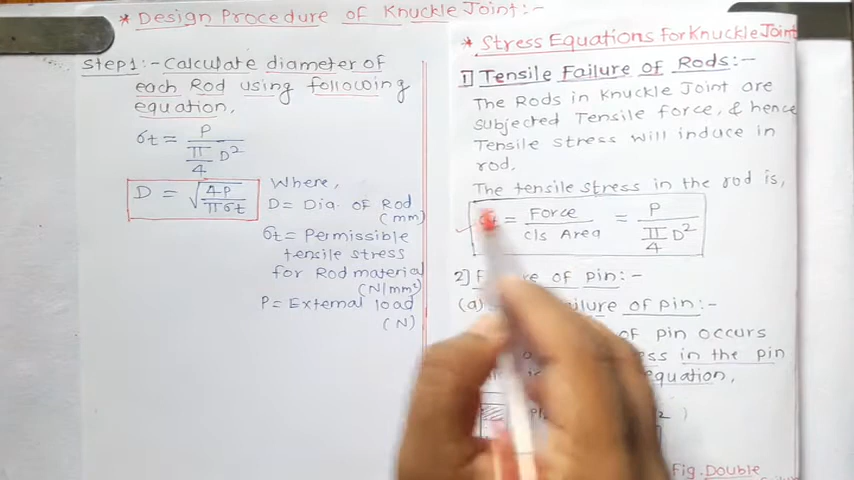 * Design Procedure of Knuckle Joint:-
Step1:- Calculate diameter of
each Rod using following
equation,
σt = P / (π/4 D²)
D = √(4P / πσt)
Where,
D = Dia. of Rod
(mm)
σt = Permissible
tensile stress
for Rod material
(N/mm²)
P = External load
(N)
* Stress Equations For Knuckle Joint
1] Tensile Failure of Rods:-
The Rods in Knuckle Joint are
subjected Tensile force, & hence
Tensile stress will induce in
rod.
The tensile stress in the rod is,
= Force / c/s Area = P / (π/4 D²)
2] of pin:-
(a) of pin:-
of pin occurs
in the pin
equation,
Fig. Double